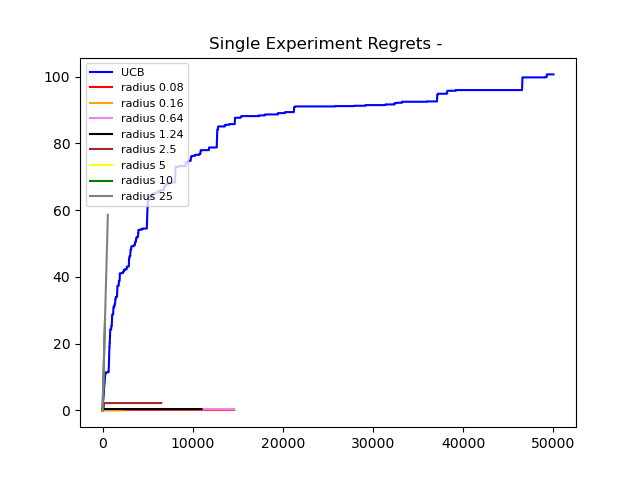 Single Experiment Regrets -
100
80
60
40
20
0
UCB
radius 0.08
radius 0.16
radius 0.64
radius 1.24
radius 2.5
radius 5
radius 10
radius 25
0 10000 20000 30000 40000 50000